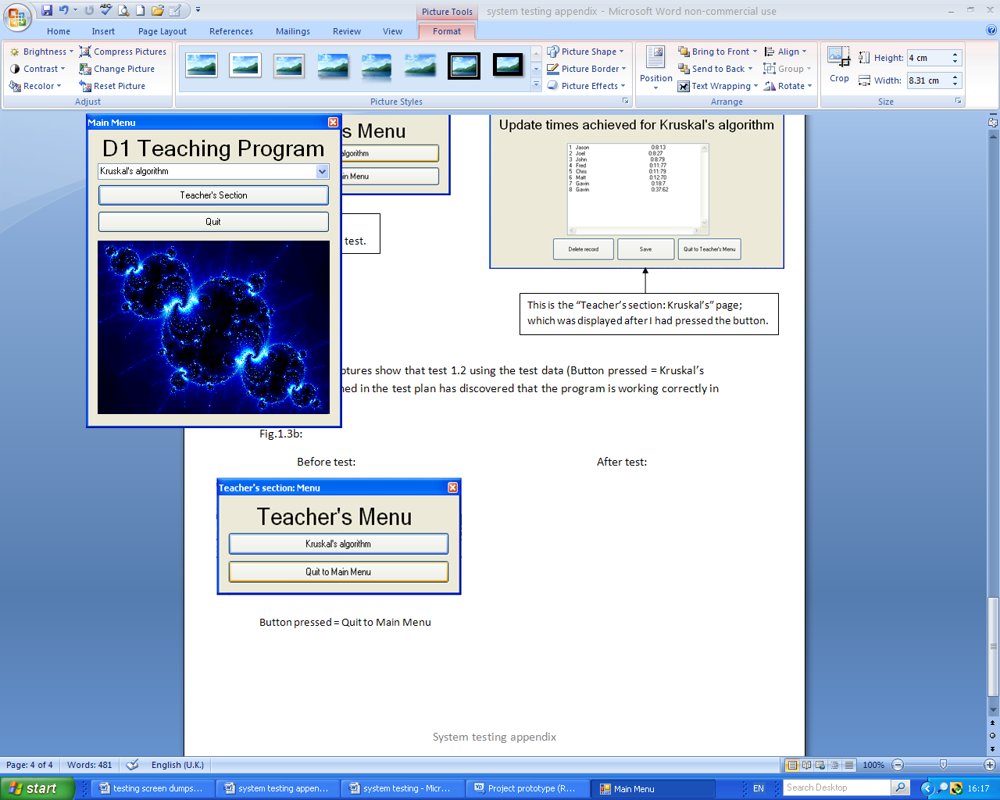 Picture Tools
system testing appendix - Microsoft Word non-commercial use
Home Insert Page Layout References Mailings Review View Format
Brightness
Contrast
Recolor
Compress Pictures
Change Picture
Reset Picture
Adjust
Picture Styles
Picture Shape
Picture Border
Picture Effects
Position
Bring to Front
Send to Back
Text Wrapping
Align
Group
Rotate
Arrange
Crop
Height: 4 cm
Width: 8.31 cm
Size
Main Menu
D1 Teaching Program
Kruskal's algorithm
Teacher's Section
Quit
s Menu
algorithm
in Menu
test.
Update times achieved for Kruskal's algorithm
1 Jason 0:8:13
2 Joel 0:8:27
3 John 0:8:79
4 Fred 0:11:77
5 Chris 0:11:79
6 Matt 0:12:70
7 Gavin 0:18:7
8 Gavin 0:37:62
Delete record
Save
Quit to Teacher's Menu
This is the “Teacher’s section: Kruskal’s” page;
which was displayed after I had pressed the button.
ptures show that test 1.2 using the test data (Button pressed = Kruskal’s
ned in the test plan has discovered that the program is working correctly in
Fig.1.3b:
Before test: After test:
Teacher's section: Menu
Teacher's Menu
Kruskal's algorithm
Quit to Main Menu
Button pressed = Quit to Main Menu
System testing appendix
Page: 4 of 4 Words: 481 English (U.K.) 100%
start testing screen dumps... system testing appen... system testing - Micr... Project prototype (R... Main Menu EN Search Desktop 16:17